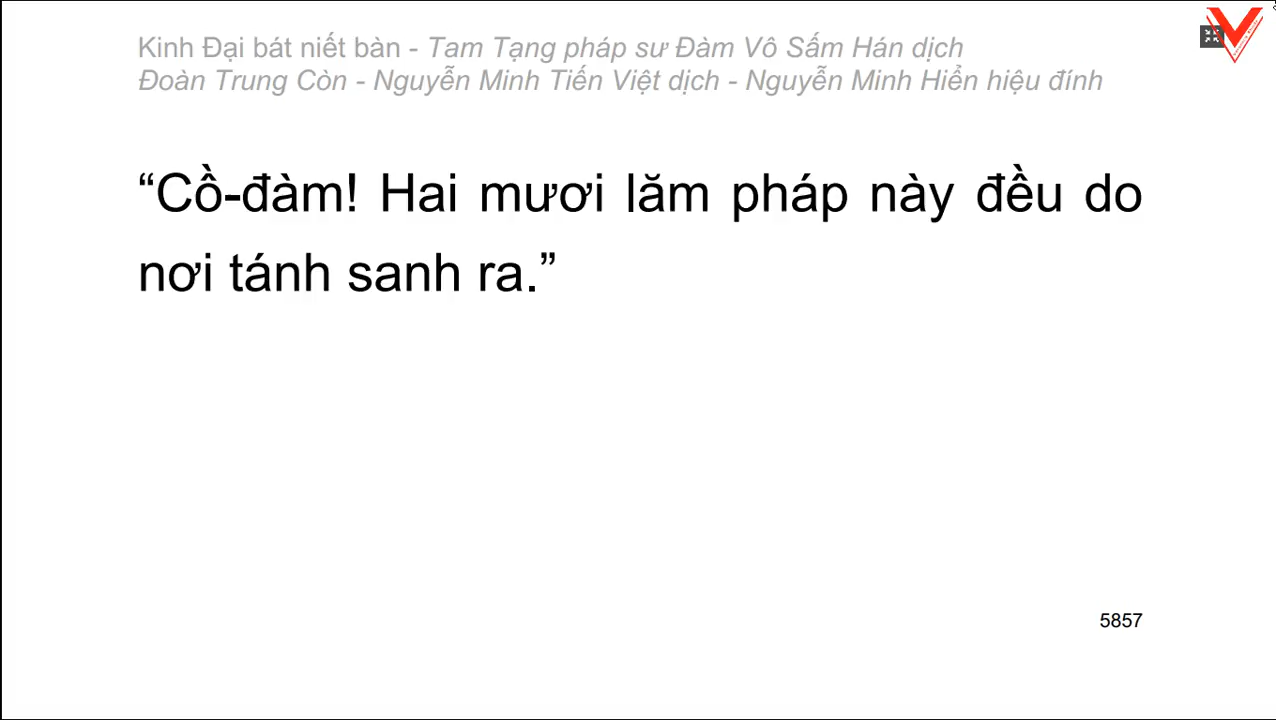 Kinh Đại bát niết bàn - Tam Tạng pháp sư Đàm Vô Sấm Hán dịch
Đoàn Trung Còn - Nguyễn Minh Tiến Việt dịch - Nguyễn Minh Hiển hiệu đính
“Cồ-đàm! Hai mươi lăm pháp này đều do
nơi tánh sanh ra.”
5857